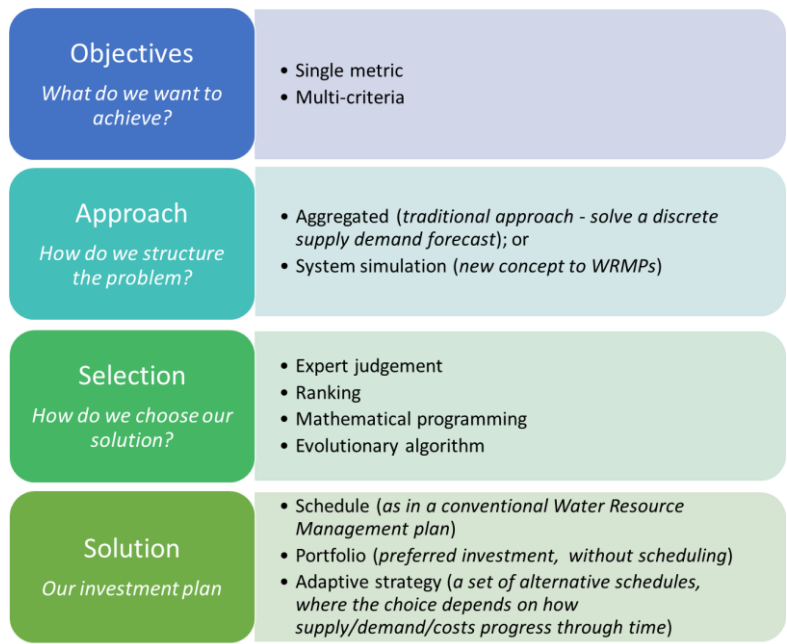 Objectives
What do we want to
achieve?
• Single metric
• Multi-criteria
Approach
How do we structure
the problem?
• Aggregated (traditional approach - solve a discrete
supply demand forecast); or
• System simulation (new concept to WRMPs)
Selection
How do we choose our
solution?
• Expert judgement
• Ranking
• Mathematical programming
• Evolutionary algorithm
Solution
Our investment plan
• Schedule (as in a conventional Water Resource
Management plan)
• Portfolio (preferred investment, without scheduling)
• Adaptive strategy (a set of alternative schedules,
where the choice depends on how
supply/demand/costs progress through time)